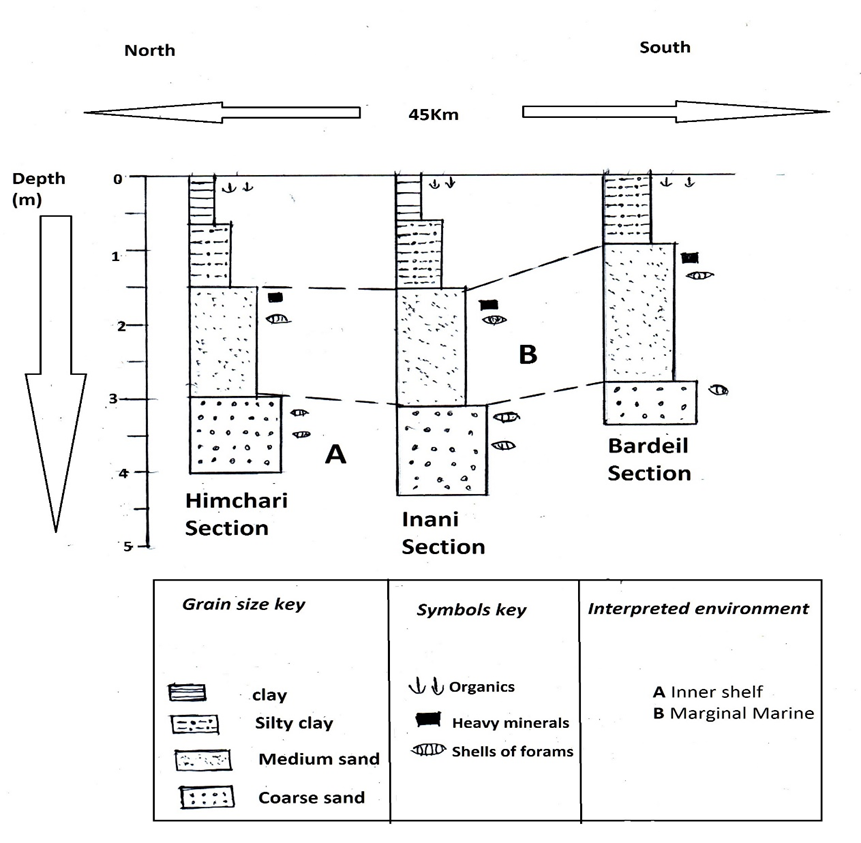 North
South
45Km
Depth
(m)
0
1
2
3
4
5
B
A
Himchari
Section
Inani
Section
Bardeil
Section
Grain size key
clay
Silty clay
Medium sand
Coarse sand
Symbols key
Organics
Heavy minerals
Shells of forams
Interpreted environment
A Inner shelf
B Marginal Marine